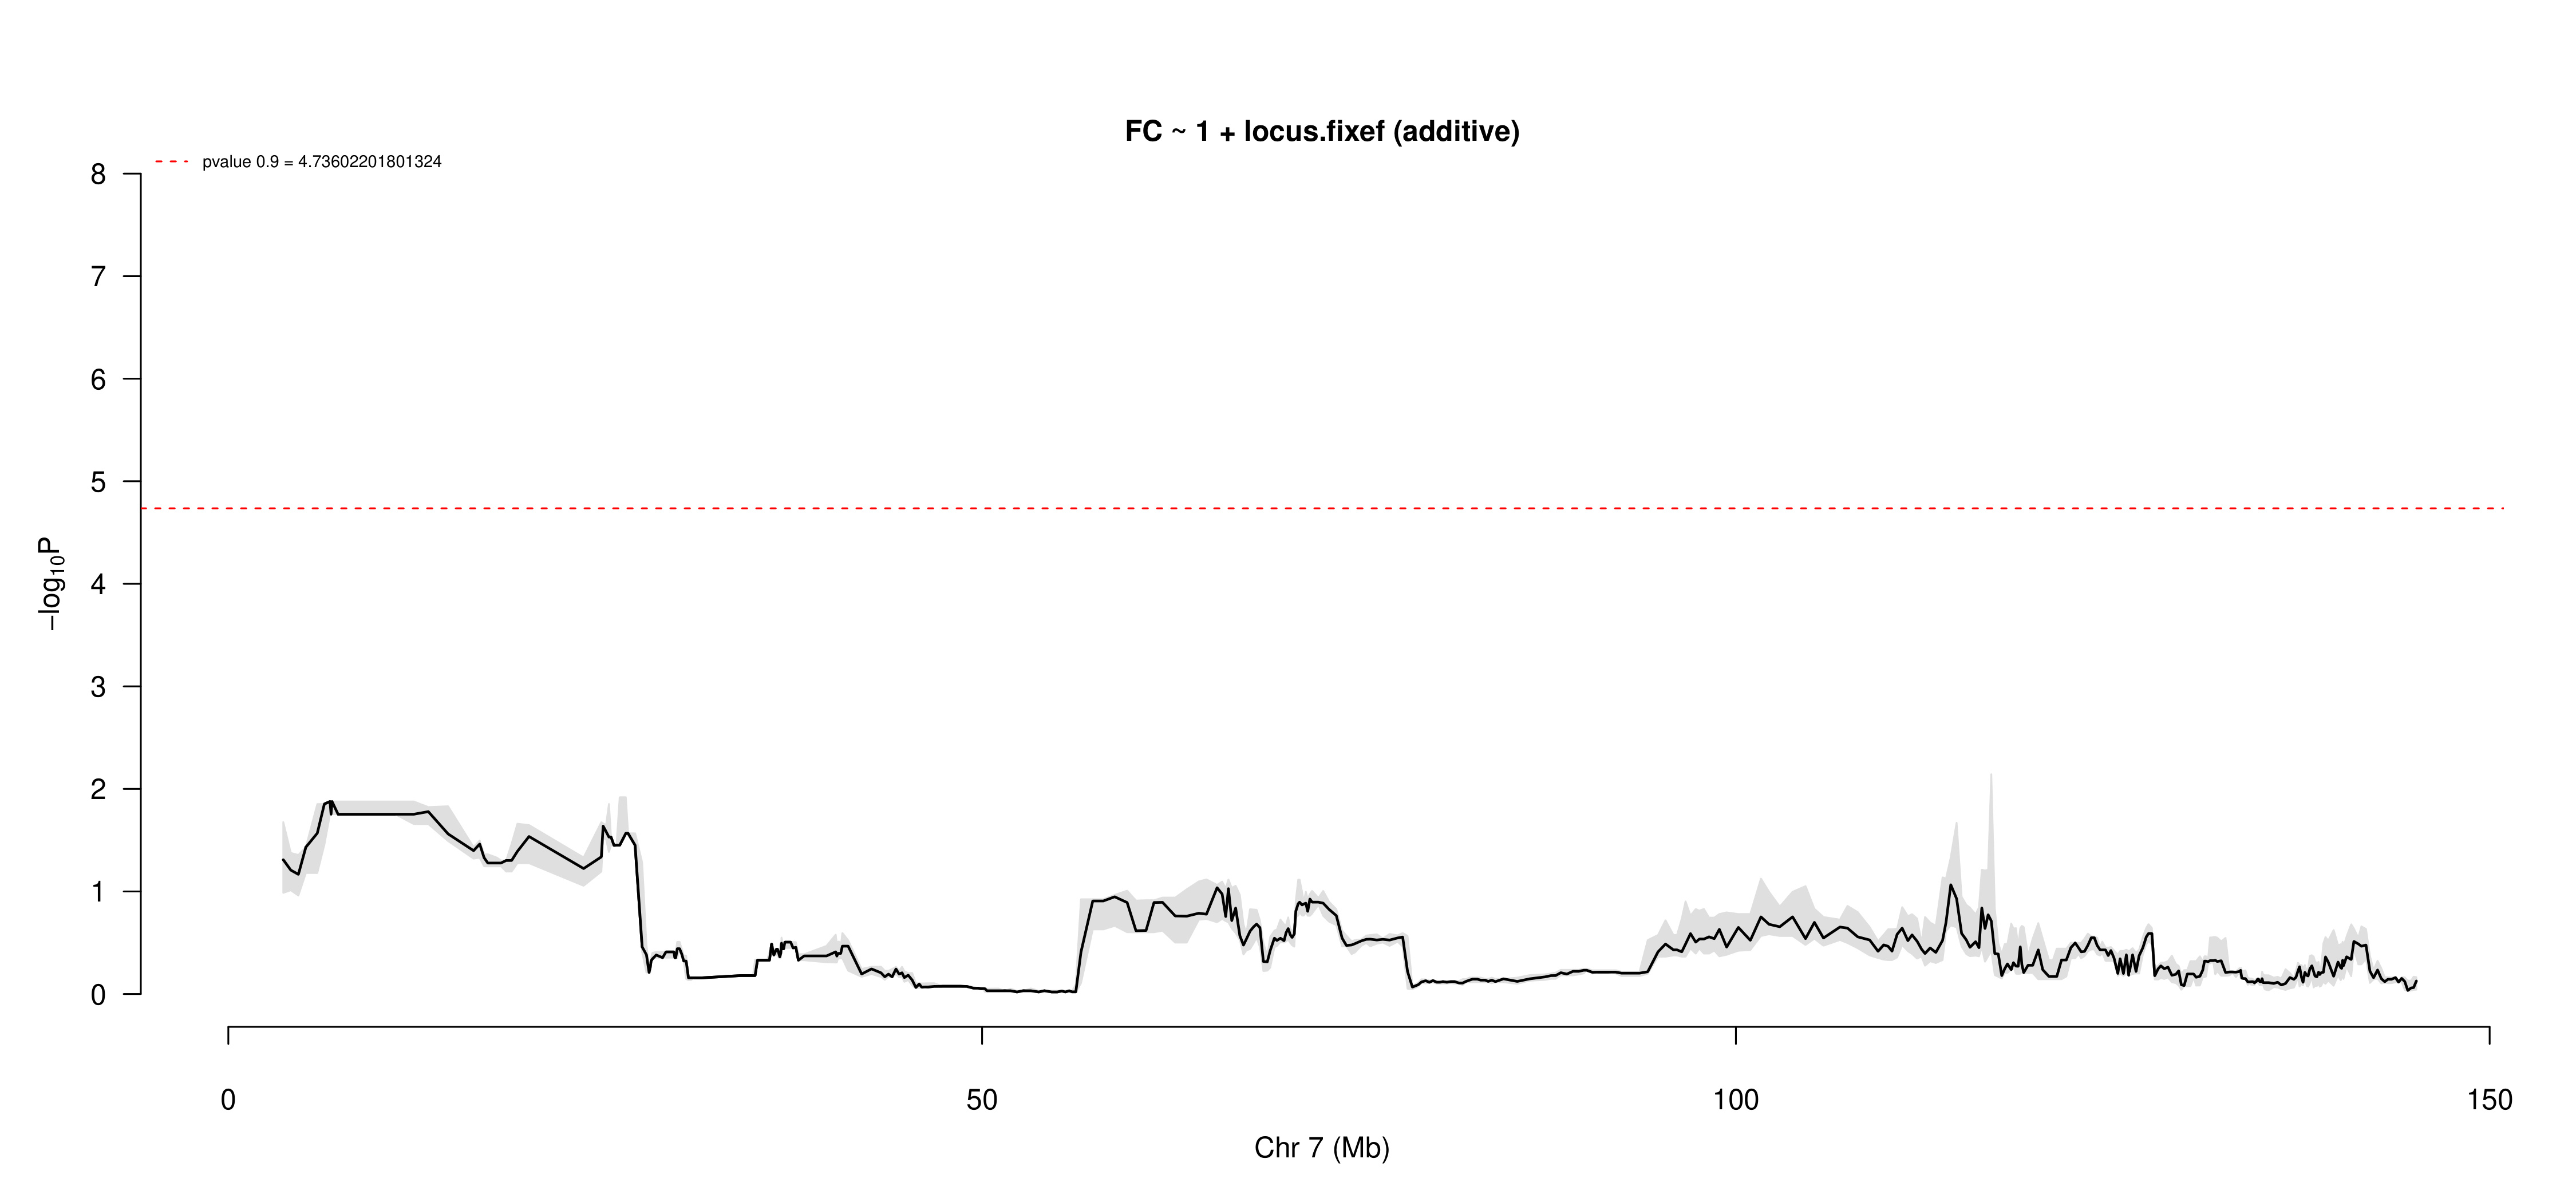 FC ~ 1 + locus.fixef (additive)
pvalue 0.9 = 4.73602201801324
8
7
6
5
4
3
2
1
0
−log10P
0 50 100 150
Chr 7 (Mb)